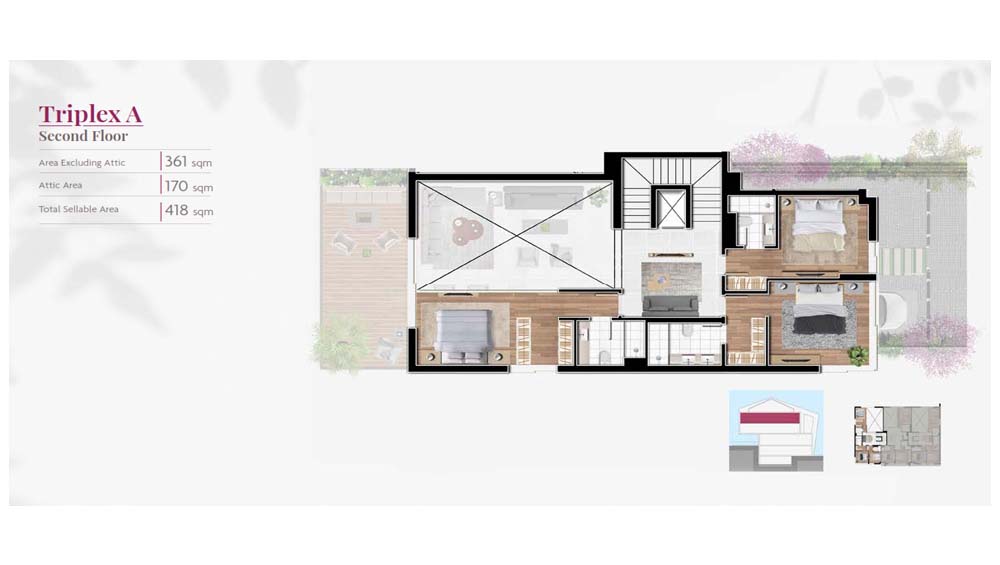 Triplex A
Second Floor
Area Excluding Attic 361 sqm
Attic Area 170 sqm
Total Sellable Area 418 sqm